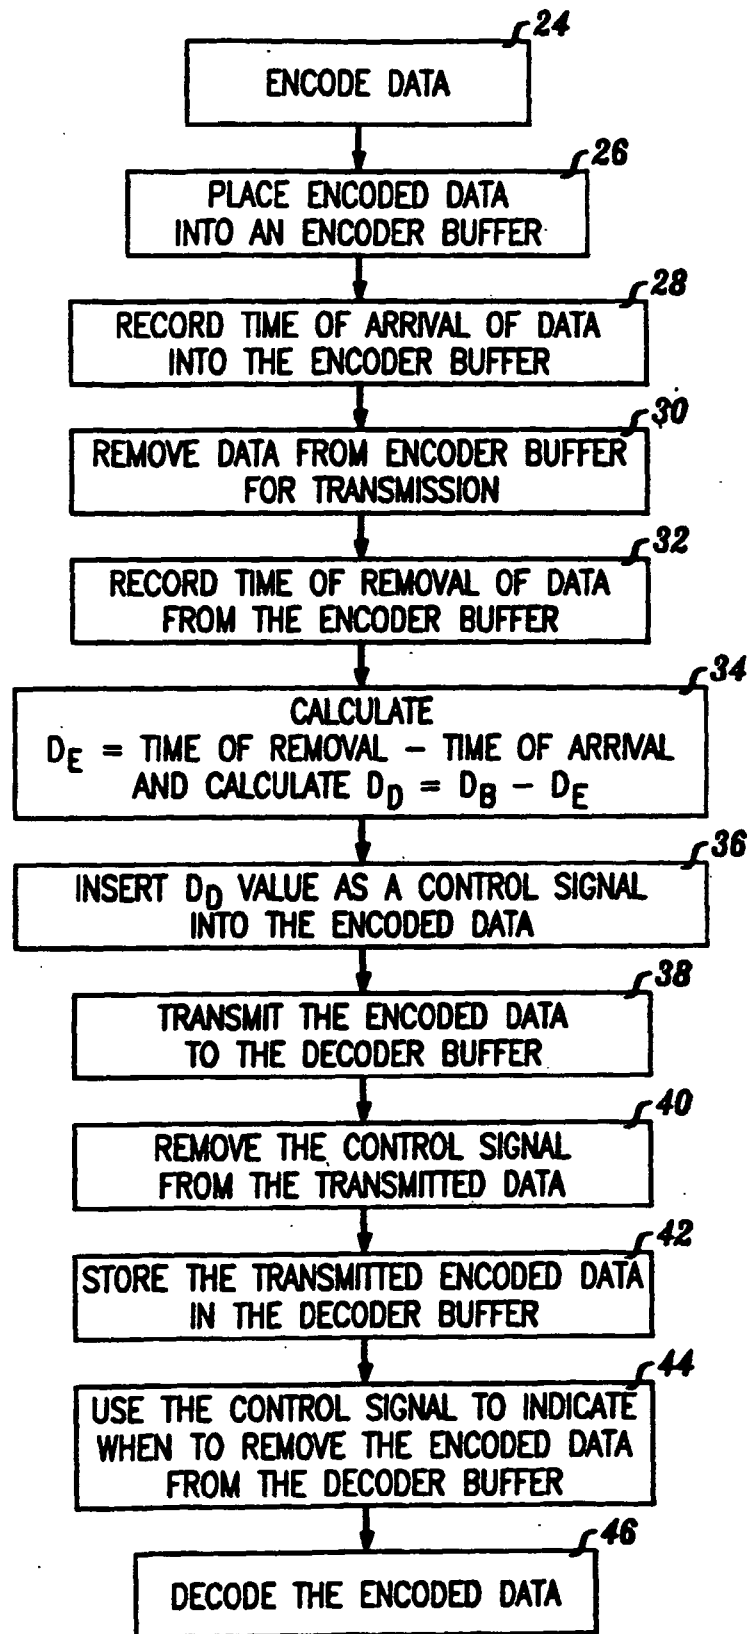 24
ENCODE DATA
26
PLACE ENCODED DATA
INTO AN ENCODER BUFFER
28
RECORD TIME OF ARRIVAL OF DATA
INTO THE ENCODER BUFFER
30
REMOVE DATA FROM ENCODER BUFFER
FOR TRANSMISSION
32
RECORD TIME OF REMOVAL OF DATA
FROM THE ENCODER BUFFER
34
CALCULATE
D_E = TIME OF REMOVAL - TIME OF ARRIVAL
AND CALCULATE D_D = D_B - D_E
36
INSERT D_D VALUE AS A CONTROL SIGNAL
INTO THE ENCODED DATA
38
TRANSMIT THE ENCODED DATA
TO THE DECODER BUFFER
40
REMOVE THE CONTROL SIGNAL
FROM THE TRANSMITTED DATA
42
STORE THE TRANSMITTED ENCODED DATA
IN THE DECODER BUFFER
44
USE THE CONTROL SIGNAL TO INDICATE
WHEN TO REMOVE THE ENCODED DATA
FROM THE DECODER BUFFER
46
DECODE THE ENCODED DATA